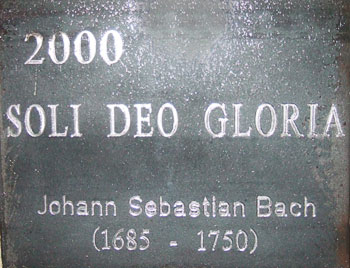 2000
SOLI DEO GLORIA
Johann Sebastian Bach
(1685 - 1750)